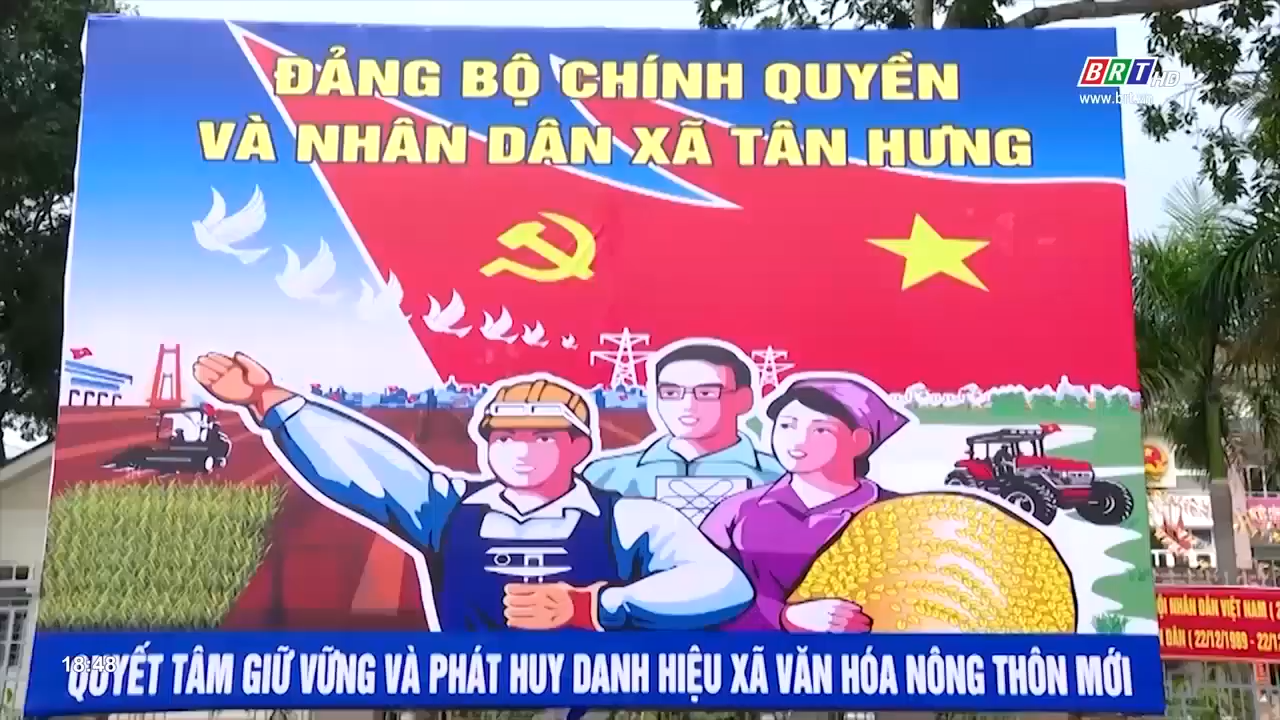 ĐẢNG BỘ CHÍNH QUYỀN
VÀ NHÂN DÂN XÃ TÂN HƯNG
BRT HD
www.brt.vn
18:48
QUYẾT TÂM GIỮ VỮNG VÀ PHÁT HUY DANH HIỆU XÃ VĂN HÓA NÔNG THÔN MỚI
NHÂN DÂN VIỆT NAM (
DÂN ( 22/12/1989 - 22/